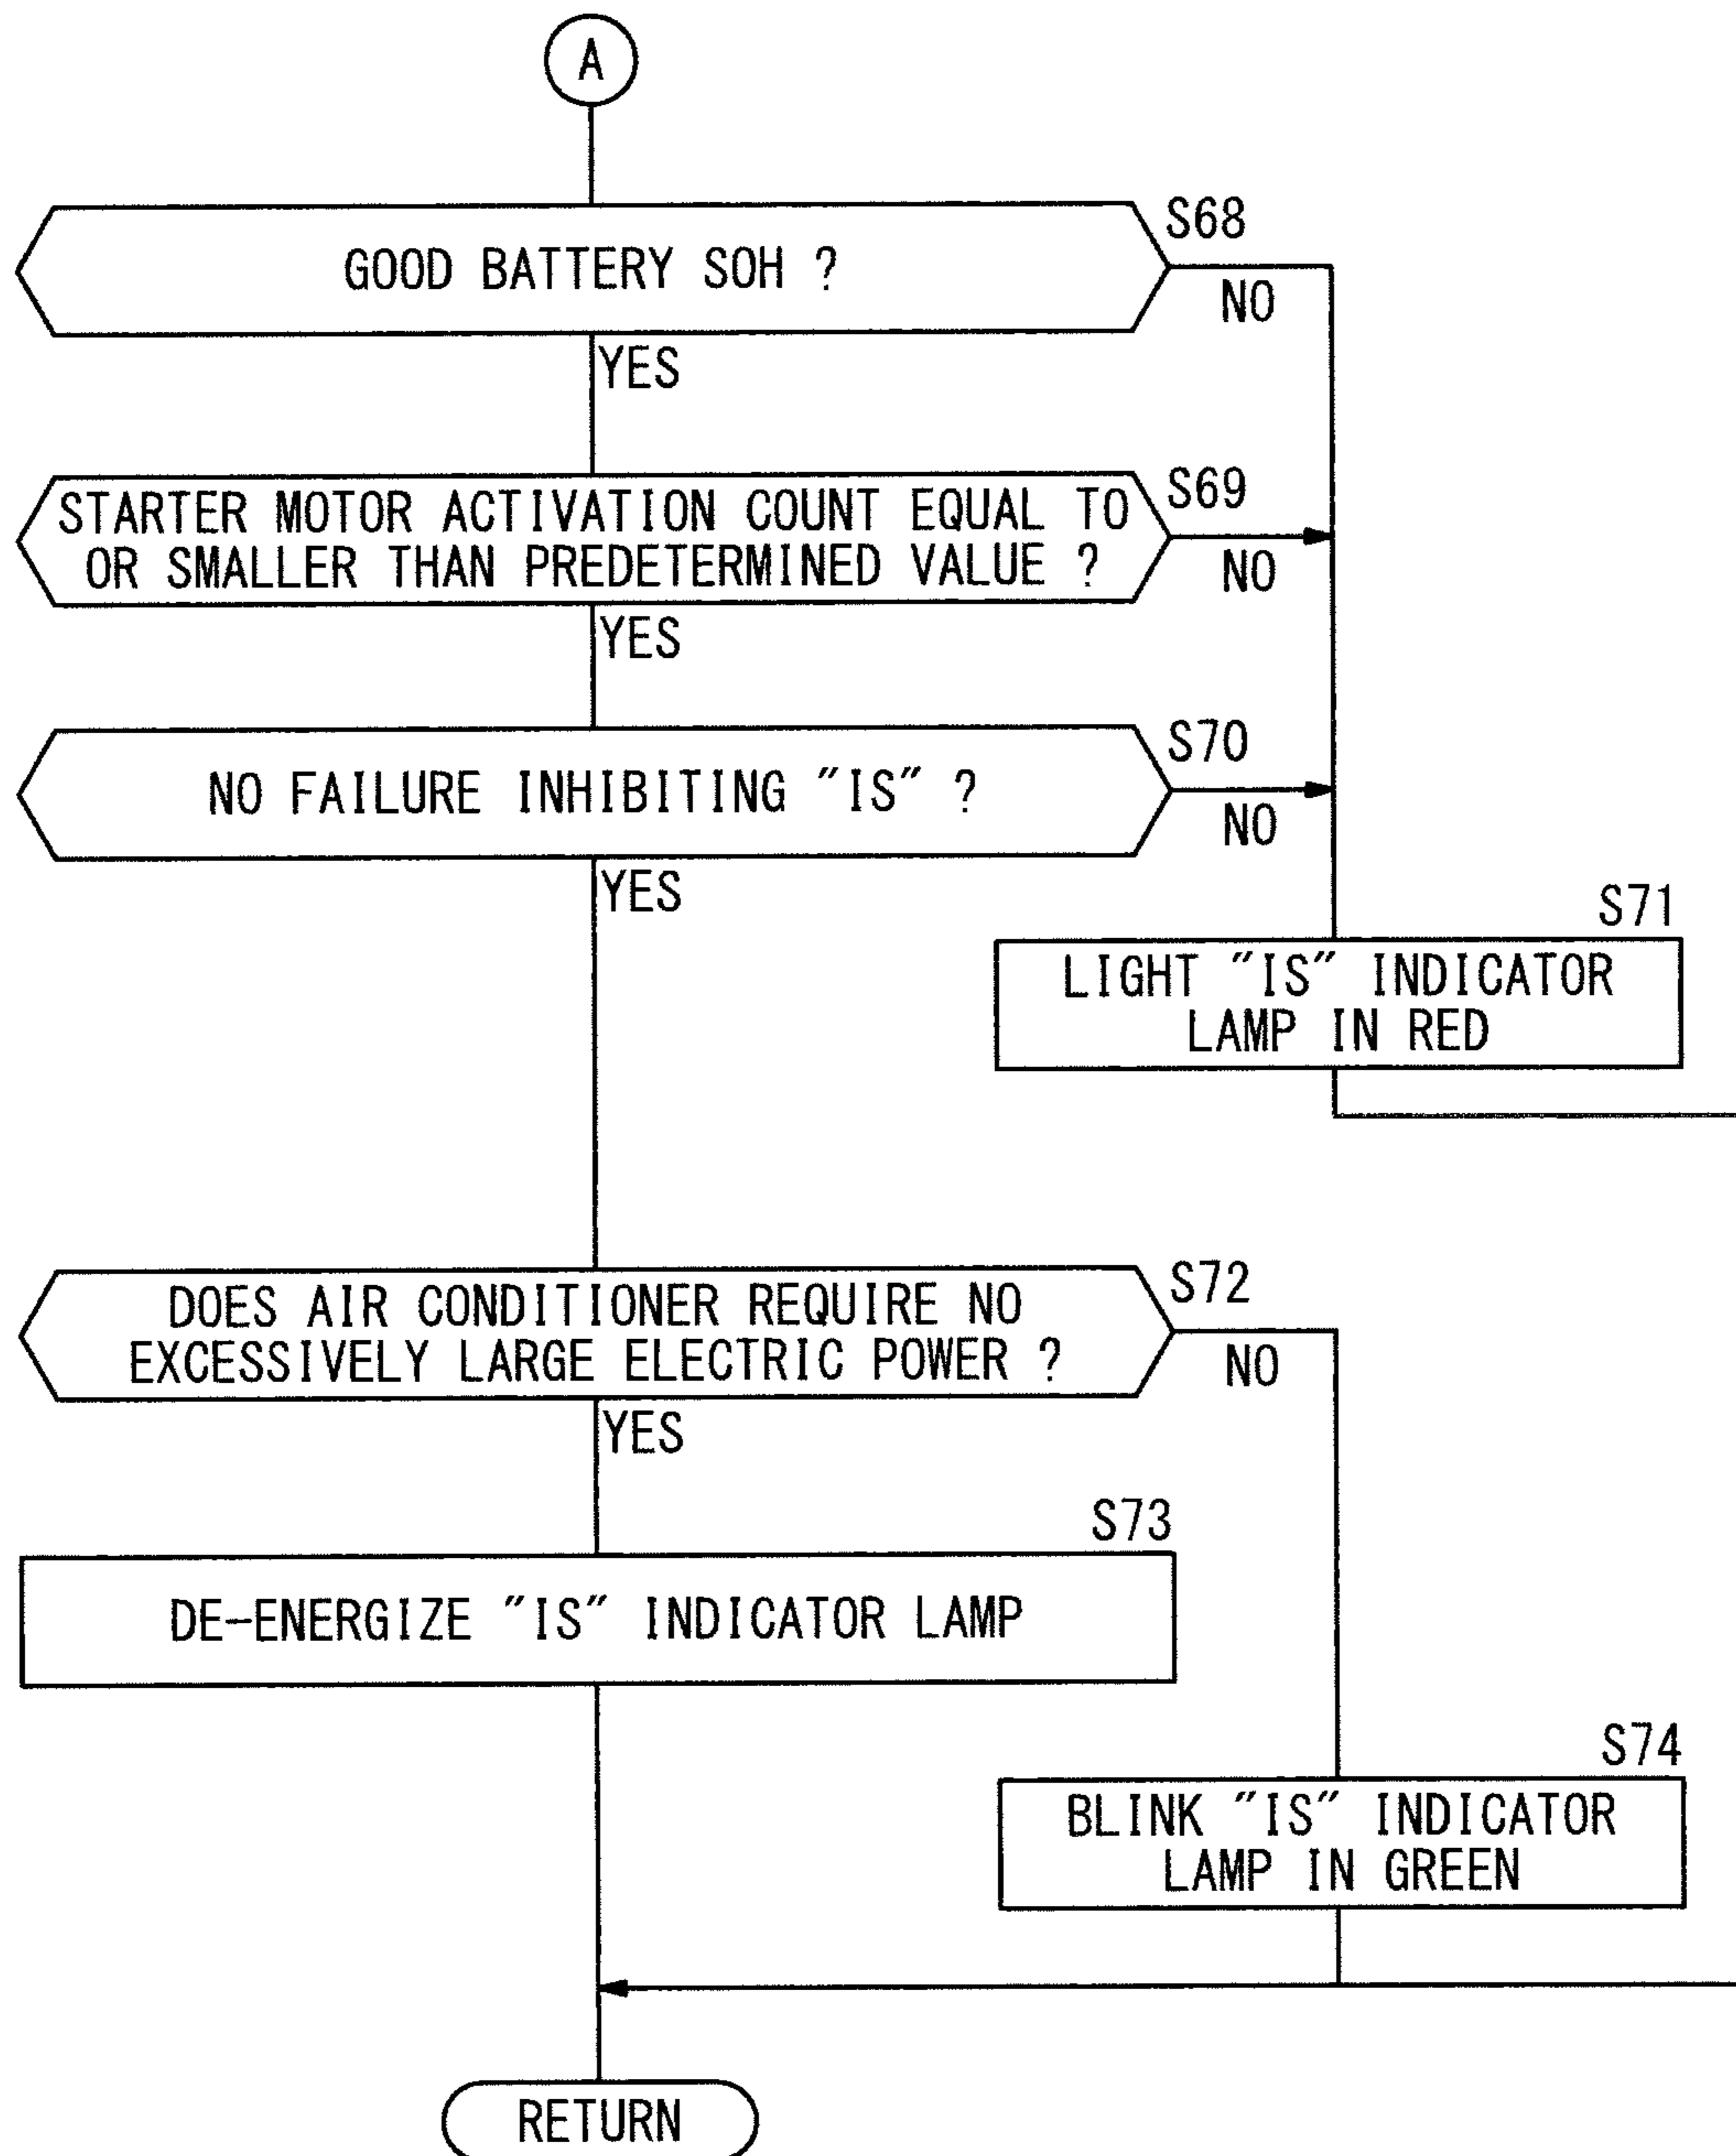 A
S68
GOOD BATTERY SOH ?
NO
YES
S69
STARTER MOTOR ACTIVATION COUNT EQUAL TO
OR SMALLER THAN PREDETERMINED VALUE ?
NO
YES
S70
NO FAILURE INHIBITING "IS" ?
NO
YES
S71
LIGHT "IS" INDICATOR
LAMP IN RED
S72
DOES AIR CONDITIONER REQUIRE NO
EXCESSIVELY LARGE ELECTRIC POWER ?
NO
YES
S73
DE-ENERGIZE "IS" INDICATOR LAMP
S74
BLINK "IS" INDICATOR
LAMP IN GREEN
RETURN